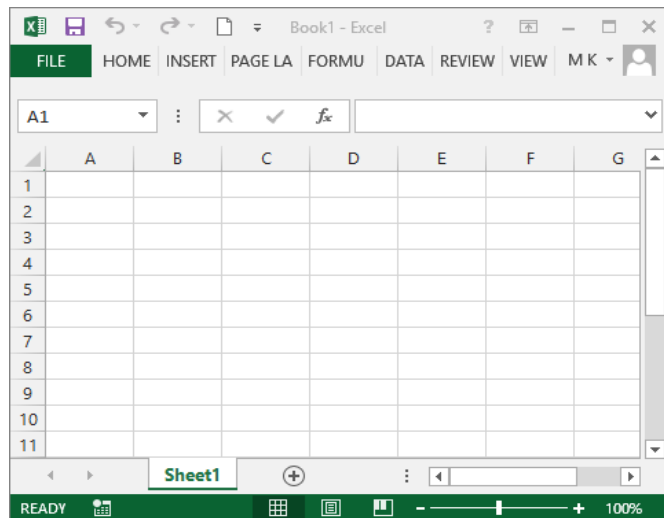 Book1 - Excel ?
FILE HOME INSERT PAGE LA FORMU DATA REVIEW VIEW M K
A1 fx
A B C D E F G
1
2
3
4
5
6
7
8
9
10
11
Sheet1
READY 100%